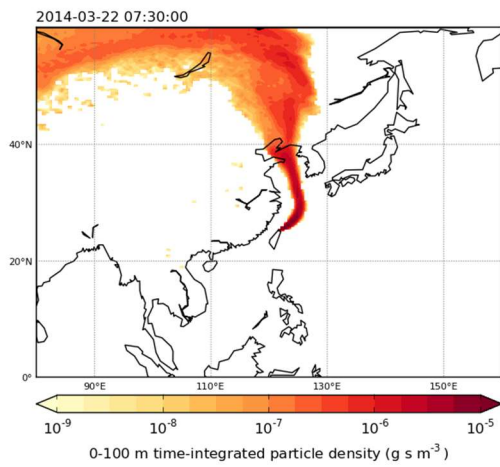 2014-03-22 07:30:00
40°N
20°N
0°
90°E 110°E 130°E 150°E
10⁻⁹ 10⁻⁸ 10⁻⁷ 10⁻⁶ 10⁻⁵
0-100 m time-integrated particle density (g s m⁻³)